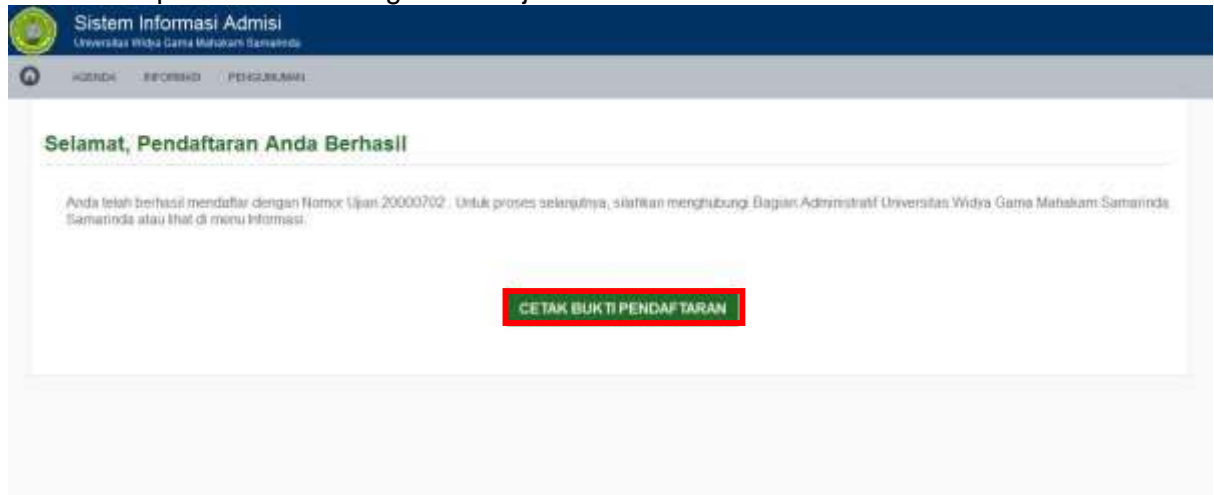 Sistem Informasi Admisi
Universitas Widya Gama Mahakam Samarinda
AGENDA INFORMASI PENGUMUMAN
Selamat, Pendaftaran Anda Berhasil
Anda telah berhasil mendaftar dengan Nomor Ujian 20000702 . Untuk proses selanjutnya, silahkan menghubungi Bagian Administratif Universitas Widya Gama Mahakam Samarinda
Samarinda atau lihat di menu Informasi.
CETAK BUKTI PENDAFTARAN